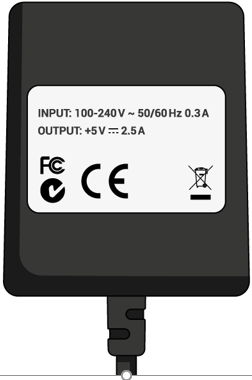 INPUT: 100-240V ~ 50/60Hz 0.3A
OUTPUT: +5V ⎓ 2.5A
FC CE